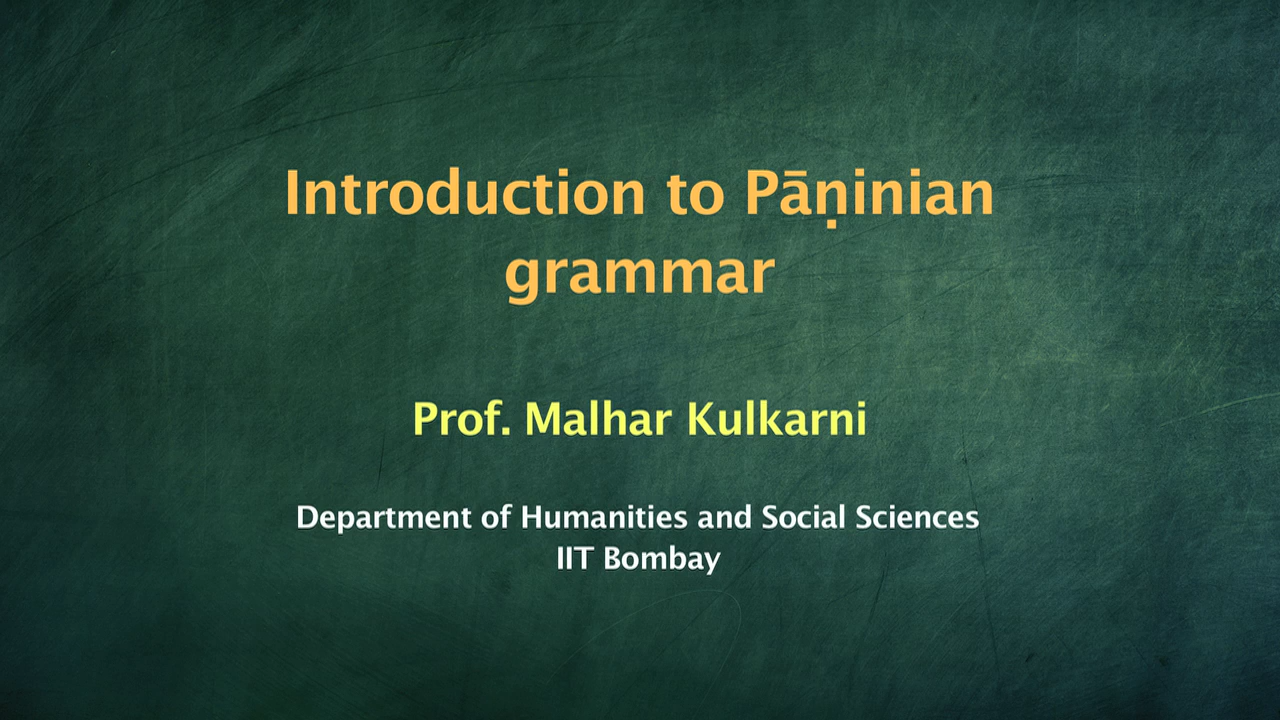 Introduction to Pāṇinian
grammar
Prof. Malhar Kulkarni
Department of Humanities and Social Sciences
IIT Bombay